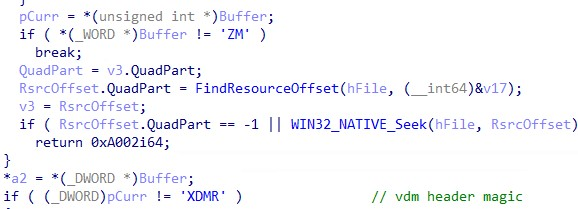 }
pCurr = *(unsigned int *)Buffer;
if ( *(_WORD *)Buffer != 'ZM' )
break;
QuadPart = v3.QuadPart;
RsrcOffset.QuadPart = FindResourceOffset(hFile, (__int64)&v17);
v3 = RsrcOffset;
if ( RsrcOffset.QuadPart == -1 || WIN32_NATIVE_Seek(hFile, RsrcOffset)
return 0xA002i64;
}
*a2 = *(_DWORD *)Buffer;
if ( (_DWORD)pCurr != 'XDMR' ) // vdm header magic